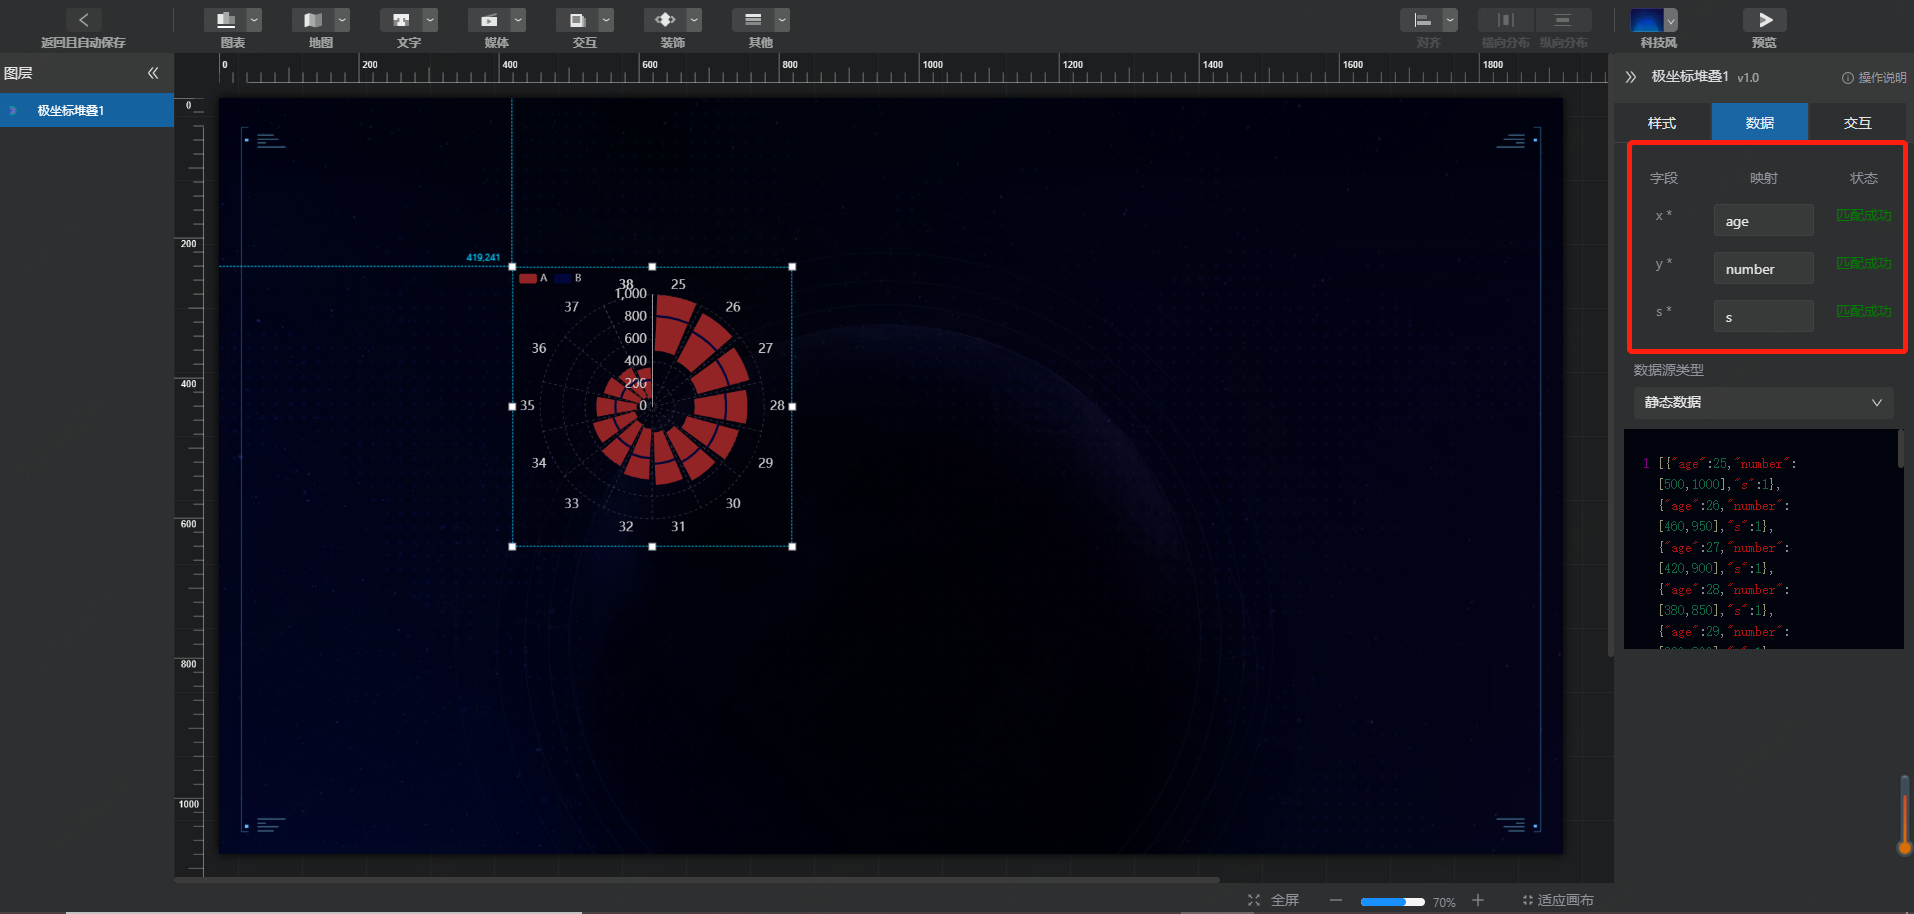 返回且自动保存
图表
地图
文字
媒体
交互
装饰
其他
对齐
横向分布
纵向分布
科技风
预览
图层
极坐标堆叠1
0
200
400
600
800
1000
1200
1400
1600
1800
0
200
400
600
800
1000
419,241
A
B
38
25
26
27
28
29
30
31
32
33
34
35
36
37
1,000
800
600
400
200
0
极坐标堆叠1 v1.0
操作说明
样式
数据
交互
字段 映射 状态
x * age 匹配成功
y * number 匹配成功
s * s 匹配成功
数据源类型
静态数据
1 [{"age":25,"number":
[500,1000],"s":1},
{"age":26,"number":
[460,950],"s":1},
{"age":27,"number":
[420,900],"s":1},
{"age":28,"number":
[380,850],"s":1},
{"age":29,"number":
全屏
70%
适应画布